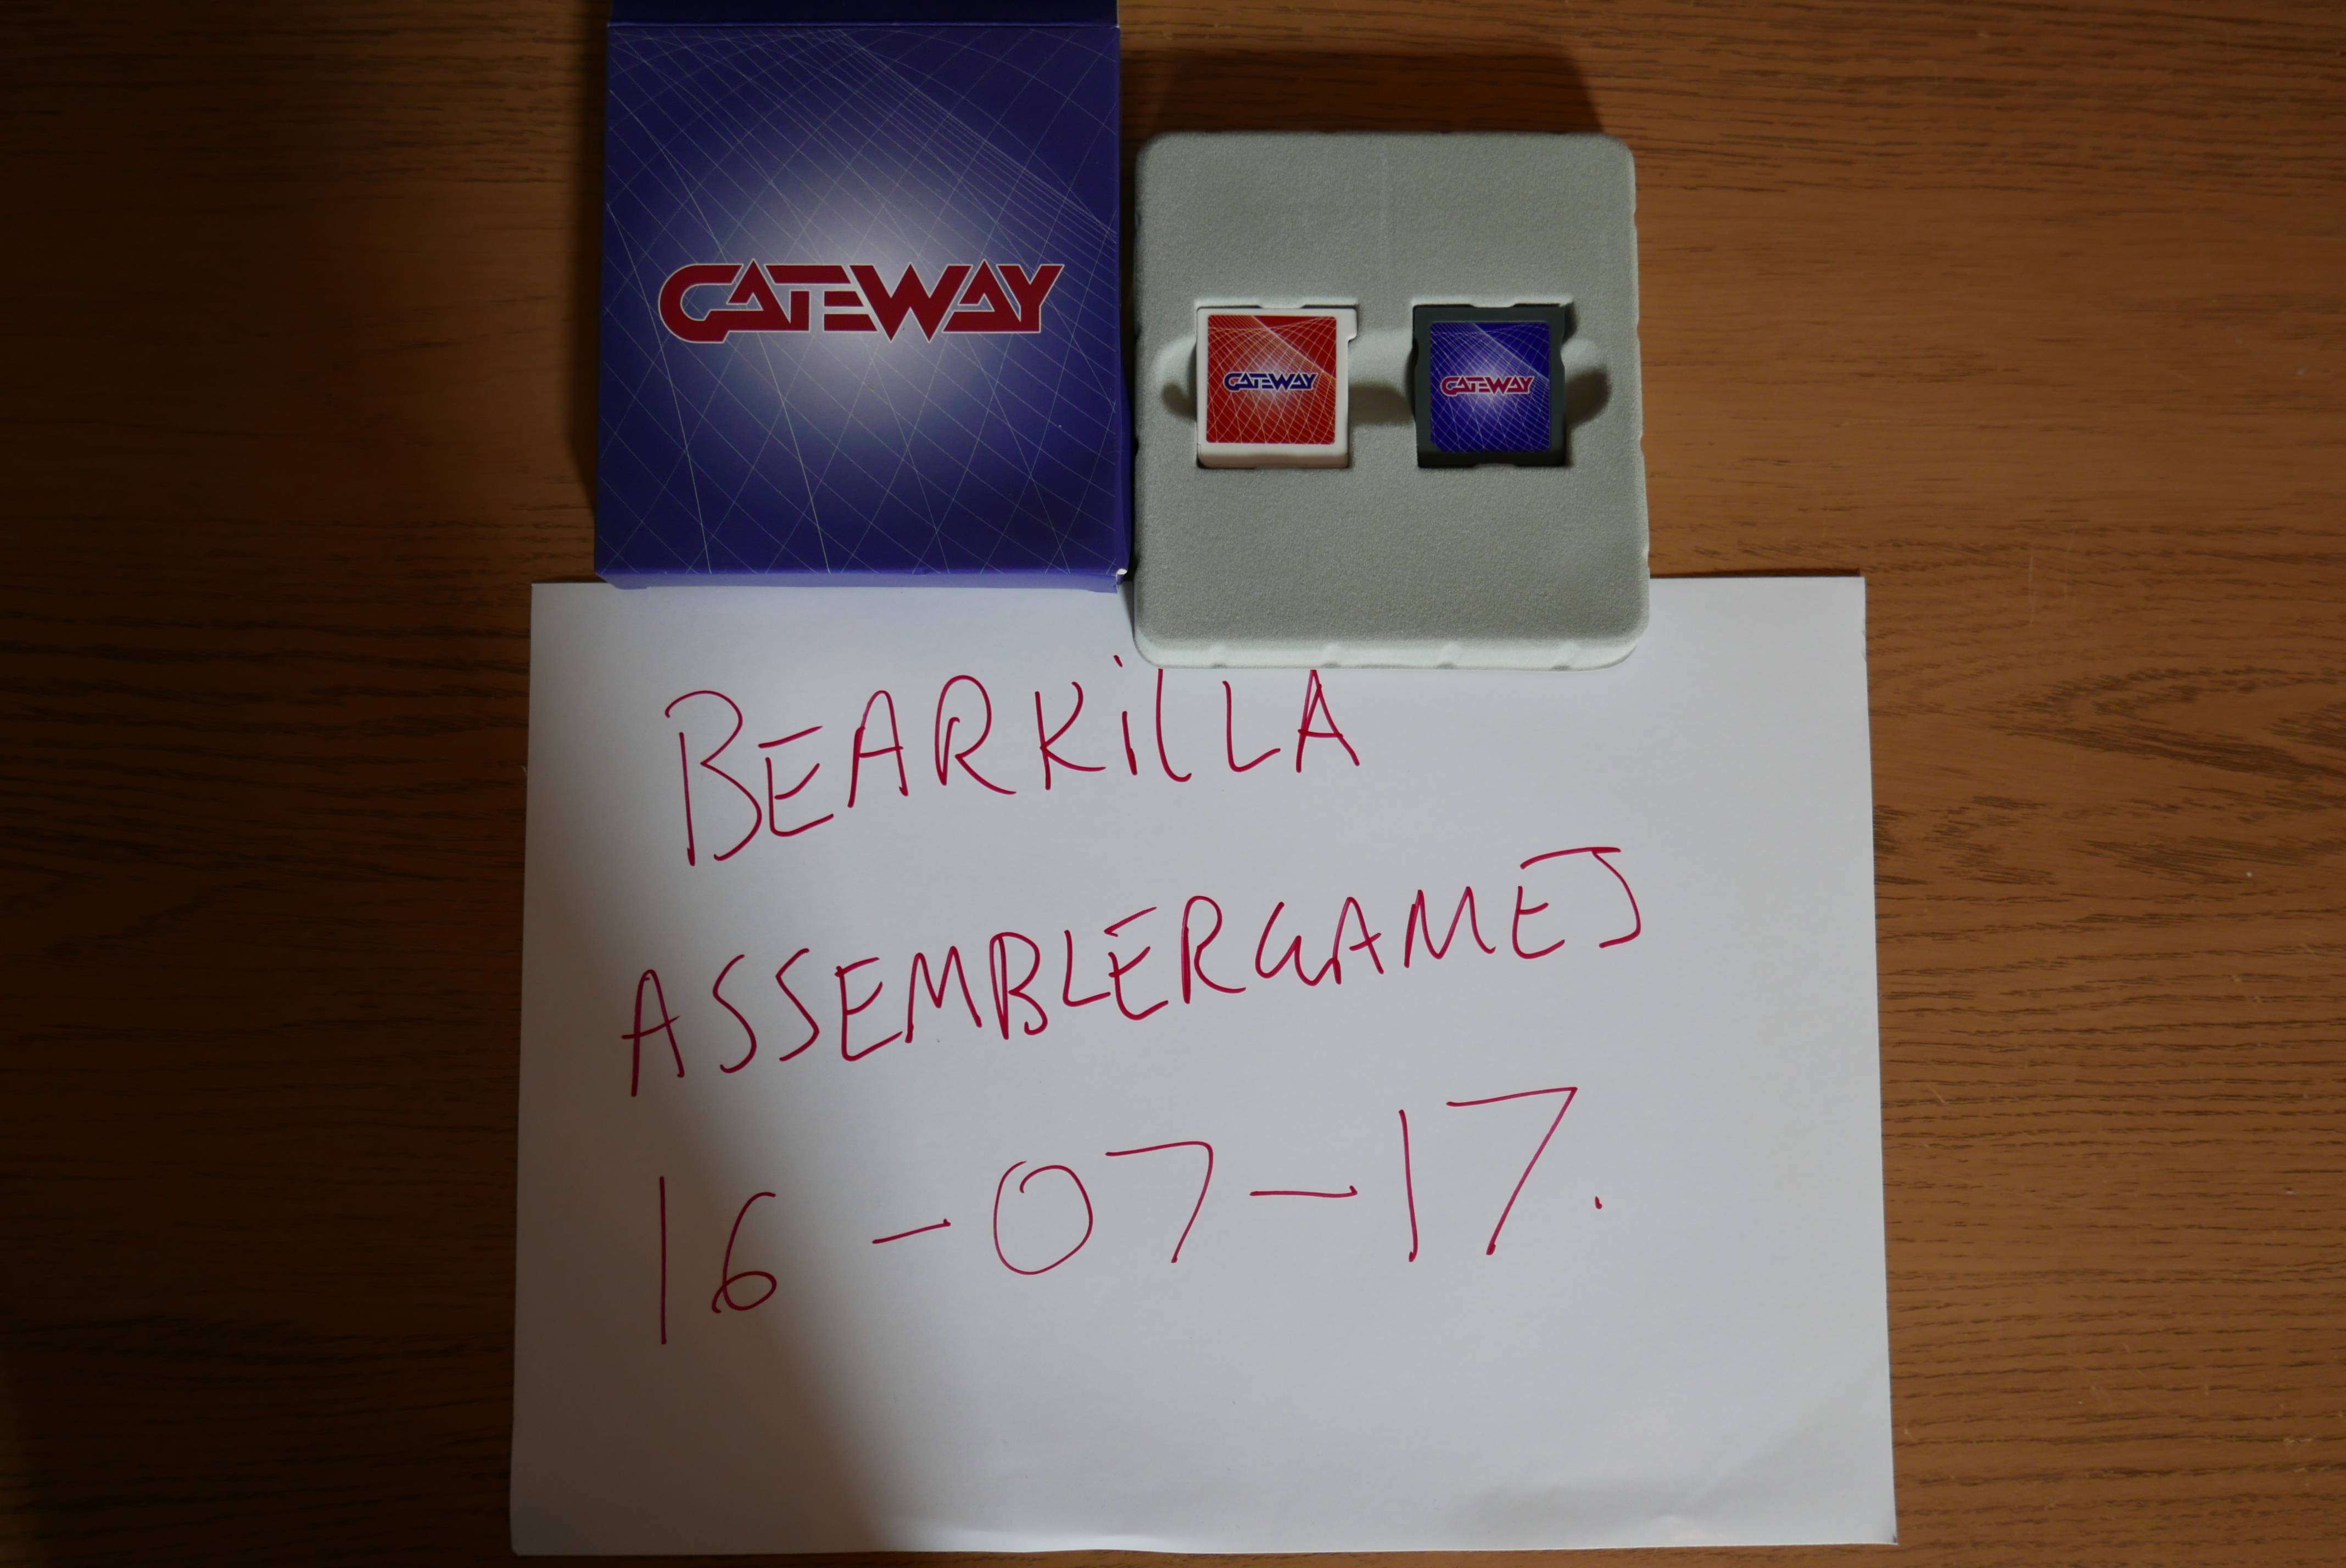 GATEWAY
GATEWAY
GATEWAY
BEARKiLLA
ASSEMBLERGAMES
16-07-17.